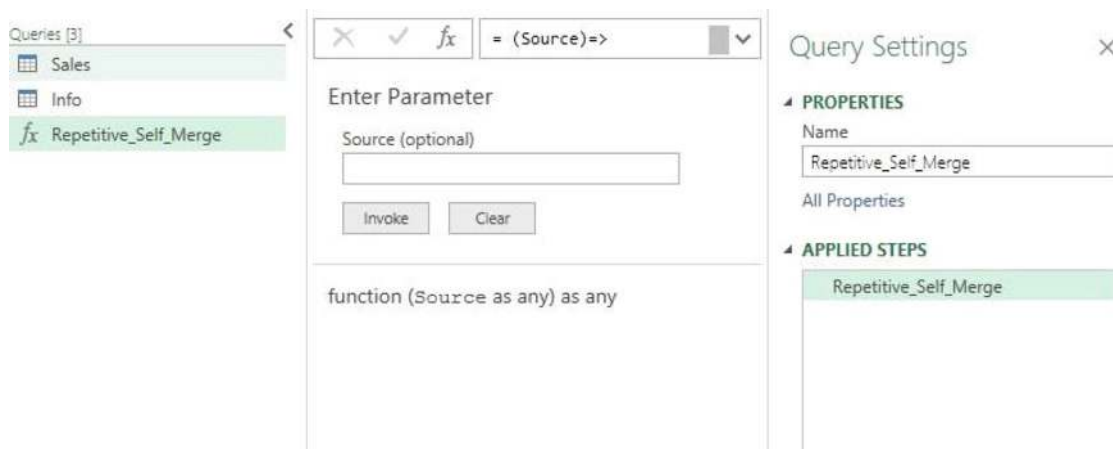 Queries [3]
Sales
Info
fx Repetitive_Self_Merge
fx = (Source)=>
Enter Parameter
Source (optional)
Invoke Clear
function (Source as any) as any
Query Settings
PROPERTIES
Name
Repetitive_Self_Merge
All Properties
APPLIED STEPS
Repetitive_Self_Merge